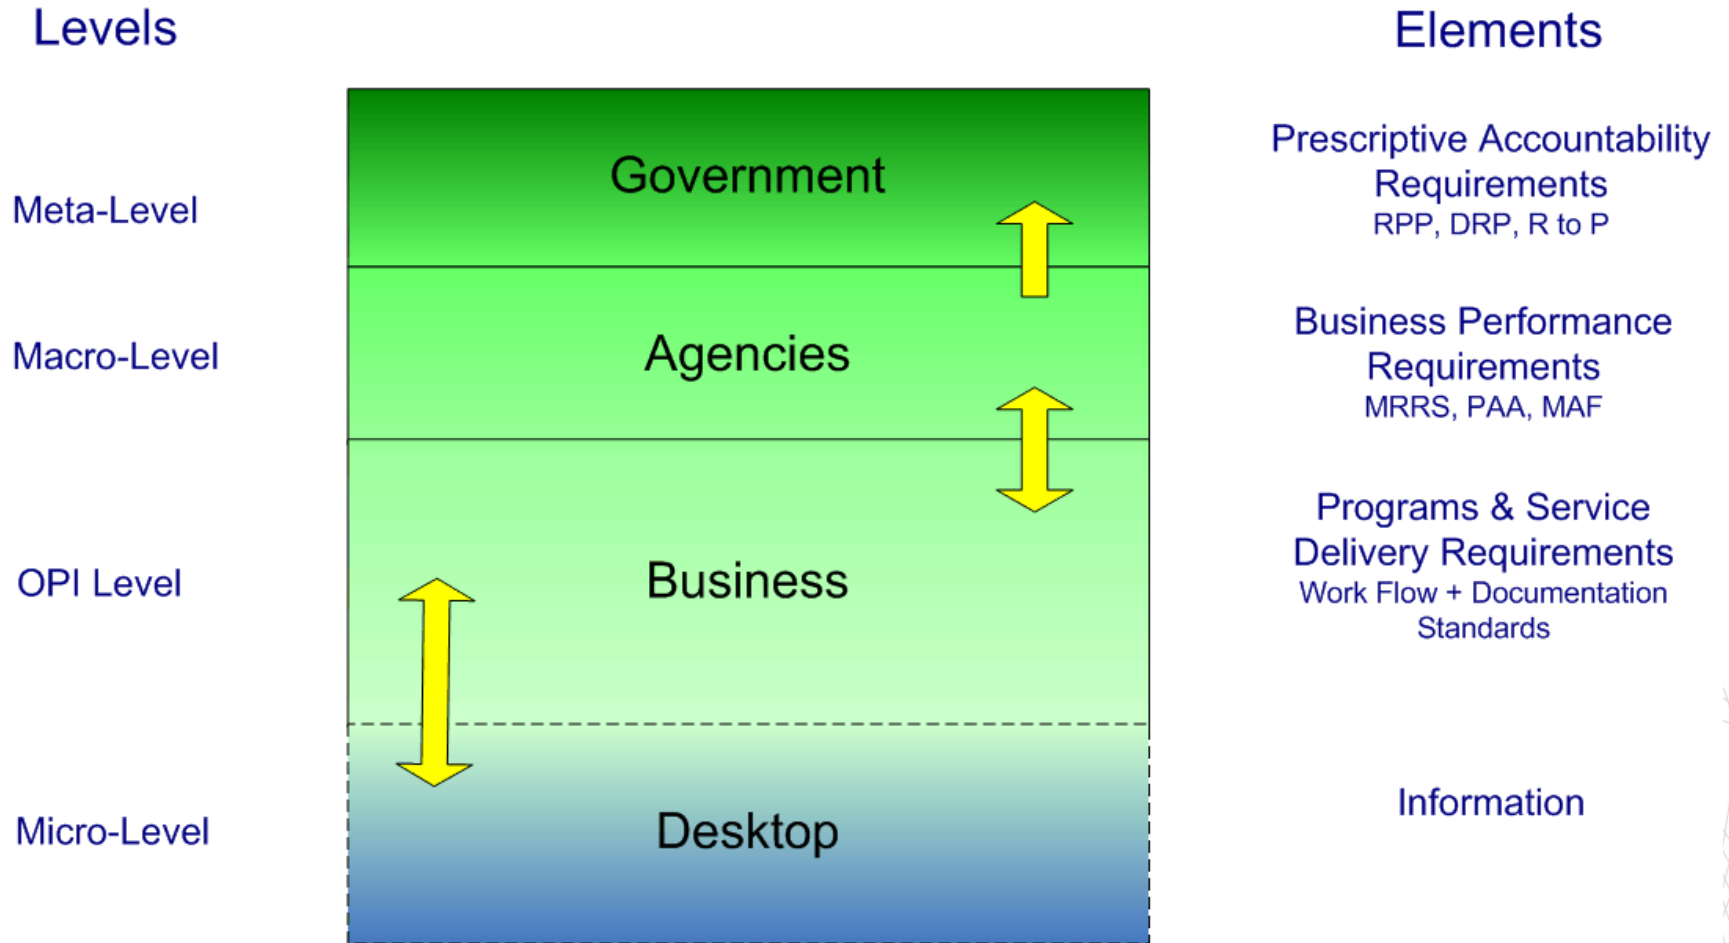 Levels
Elements
Government
Meta-Level
Prescriptive Accountability
Requirements
RPP, DRP, R to P
Agencies
Macro-Level
Business Performance
Requirements
MRRS, PAA, MAF
Business
OPI Level
Programs & Service
Delivery Requirements
Work Flow + Documentation
Standards
Desktop
Micro-Level
Information